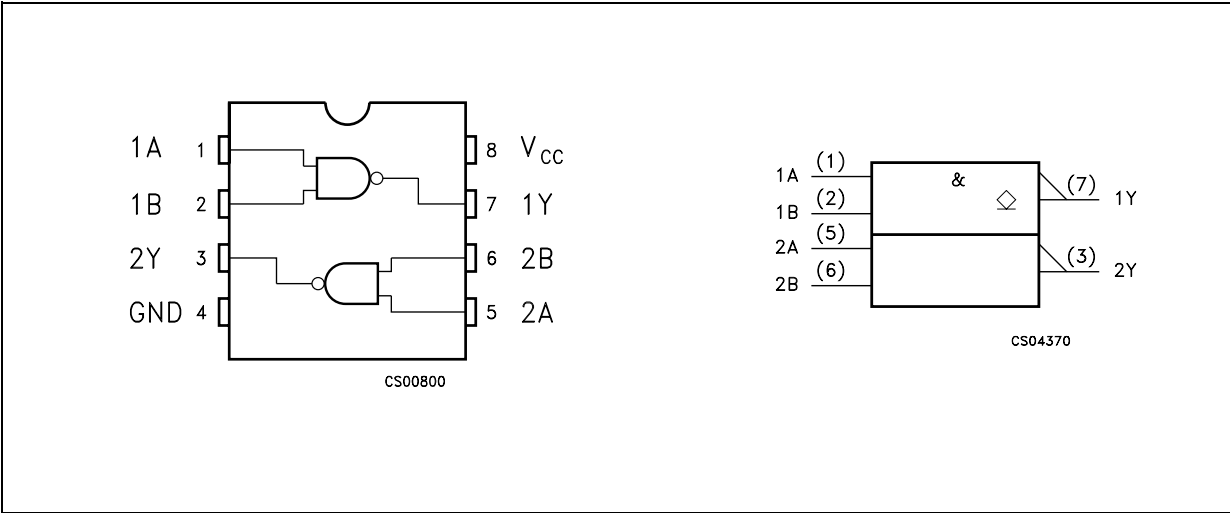 1A 1 8 VCC
1B 2 7 1Y
2Y 3 6 2B
GND 4 5 2A
CS00800
1A (1) & (7) 1Y
1B (2)
2A (5) (3) 2Y
2B (6)
CS04370